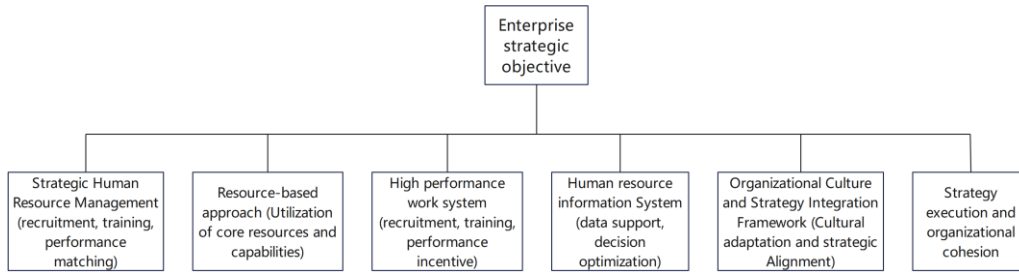 Enterprise
strategic
objective
Strategic Human
Resource Management
(recruitment, training,
performance
matching)
Resource-based
approach (Utilization
of core resources and
capabilities)
High performance
work system
(recruitment, training,
performance
incentive)
Human resource
information System
(data support,
decision
optimization)
Organizational Culture
and Strategy Integration
Framework (Cultural
adaptation and strategic
Alignment)
Strategy
execution and
organizational
cohesion